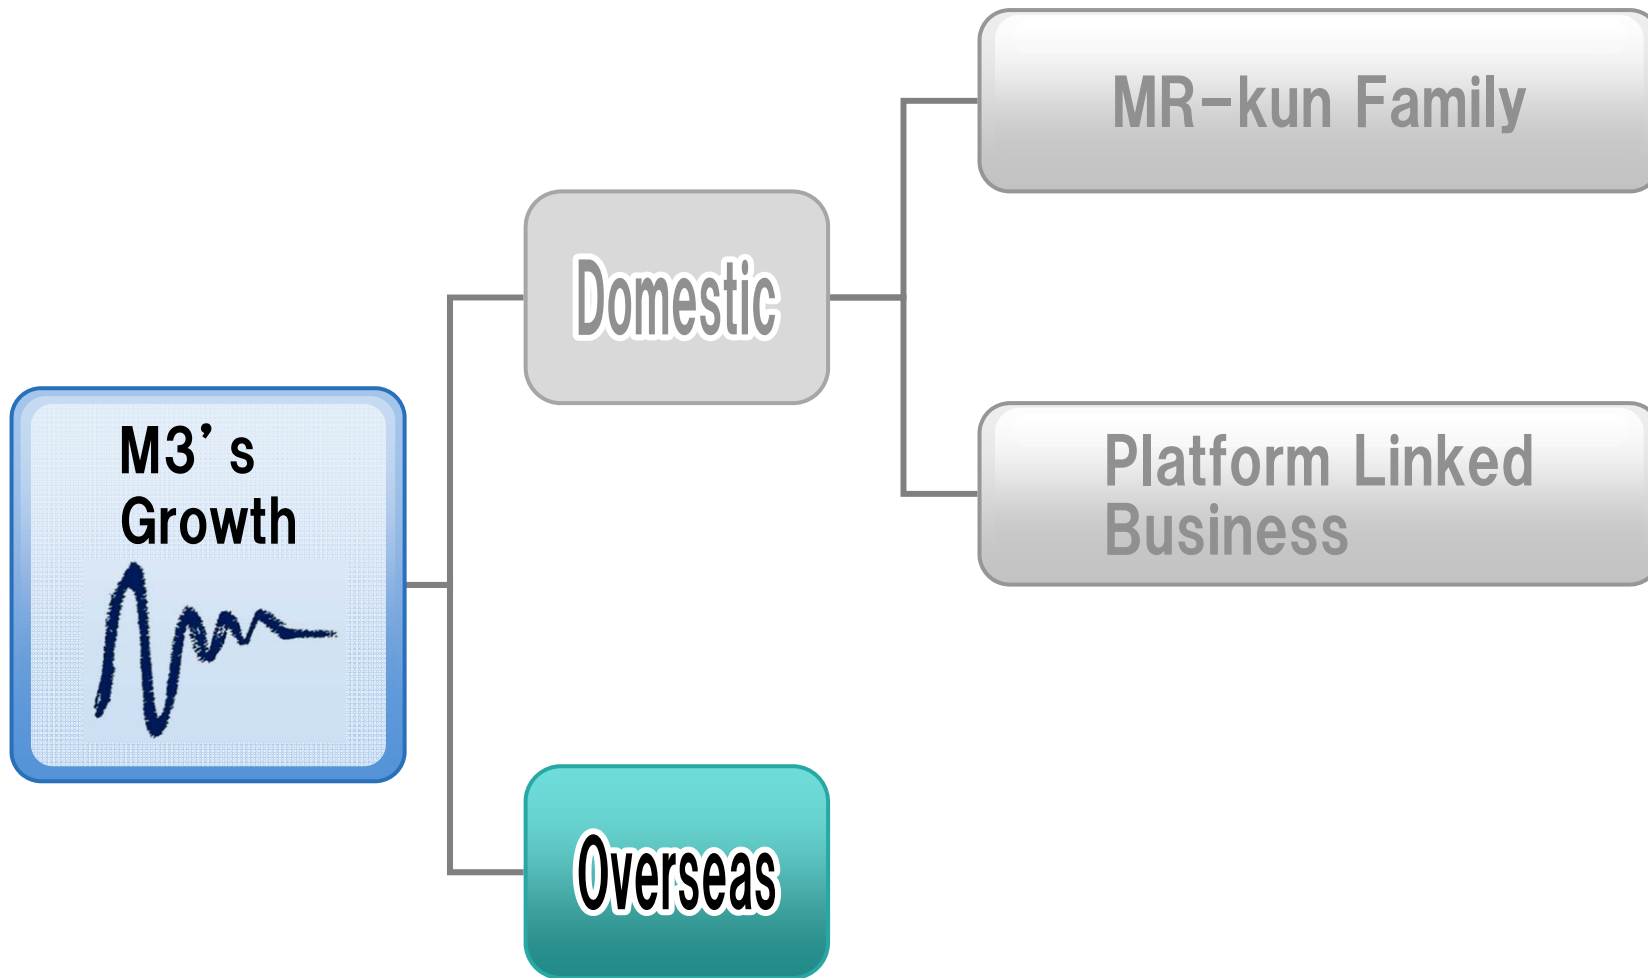 MR-kun Family
Domestic
M3's
Growth
Platform Linked
Business
Overseas